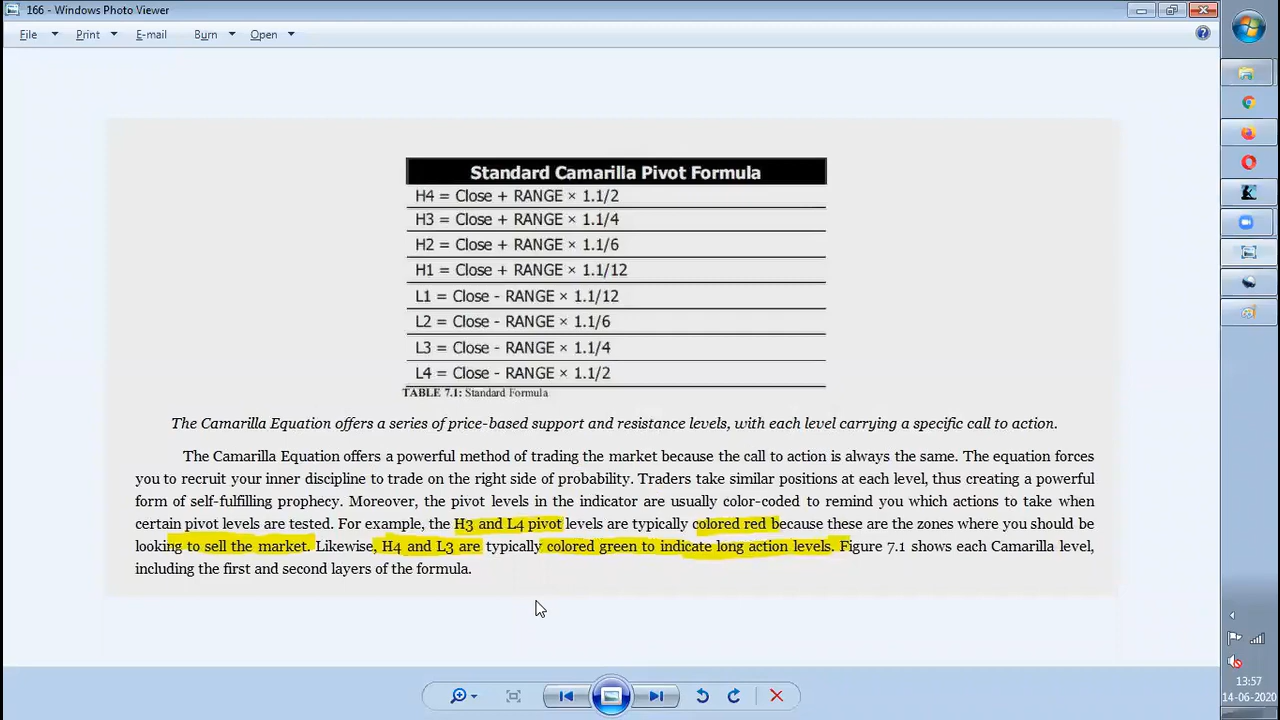 166 - Windows Photo Viewer
File Print E-mail Burn Open
Standard Camarilla Pivot Formula
H4 = Close + RANGE × 1.1/2
H3 = Close + RANGE × 1.1/4
H2 = Close + RANGE × 1.1/6
H1 = Close + RANGE × 1.1/12
L1 = Close - RANGE × 1.1/12
L2 = Close - RANGE × 1.1/6
L3 = Close - RANGE × 1.1/4
L4 = Close - RANGE × 1.1/2
TABLE 7.1: Standard Formula
The Camarilla Equation offers a series of price-based support and resistance levels, with each level carrying a specific call to action.
The Camarilla Equation offers a powerful method of trading the market because the call to action is always the same. The equation forces
you to recruit your inner discipline to trade on the right side of probability. Traders take similar positions at each level, thus creating a powerful
form of self-fulfilling prophecy. Moreover, the pivot levels in the indicator are usually color-coded to remind you which actions to take when
certain pivot levels are tested. For example, the H3 and L4 pivot levels are typically colored red because these are the zones where you should be
looking to sell the market. Likewise, H4 and L3 are typically colored green to indicate long action levels. Figure 7.1 shows each Camarilla level,
including the first and second layers of the formula.
13:57
14-06-2020